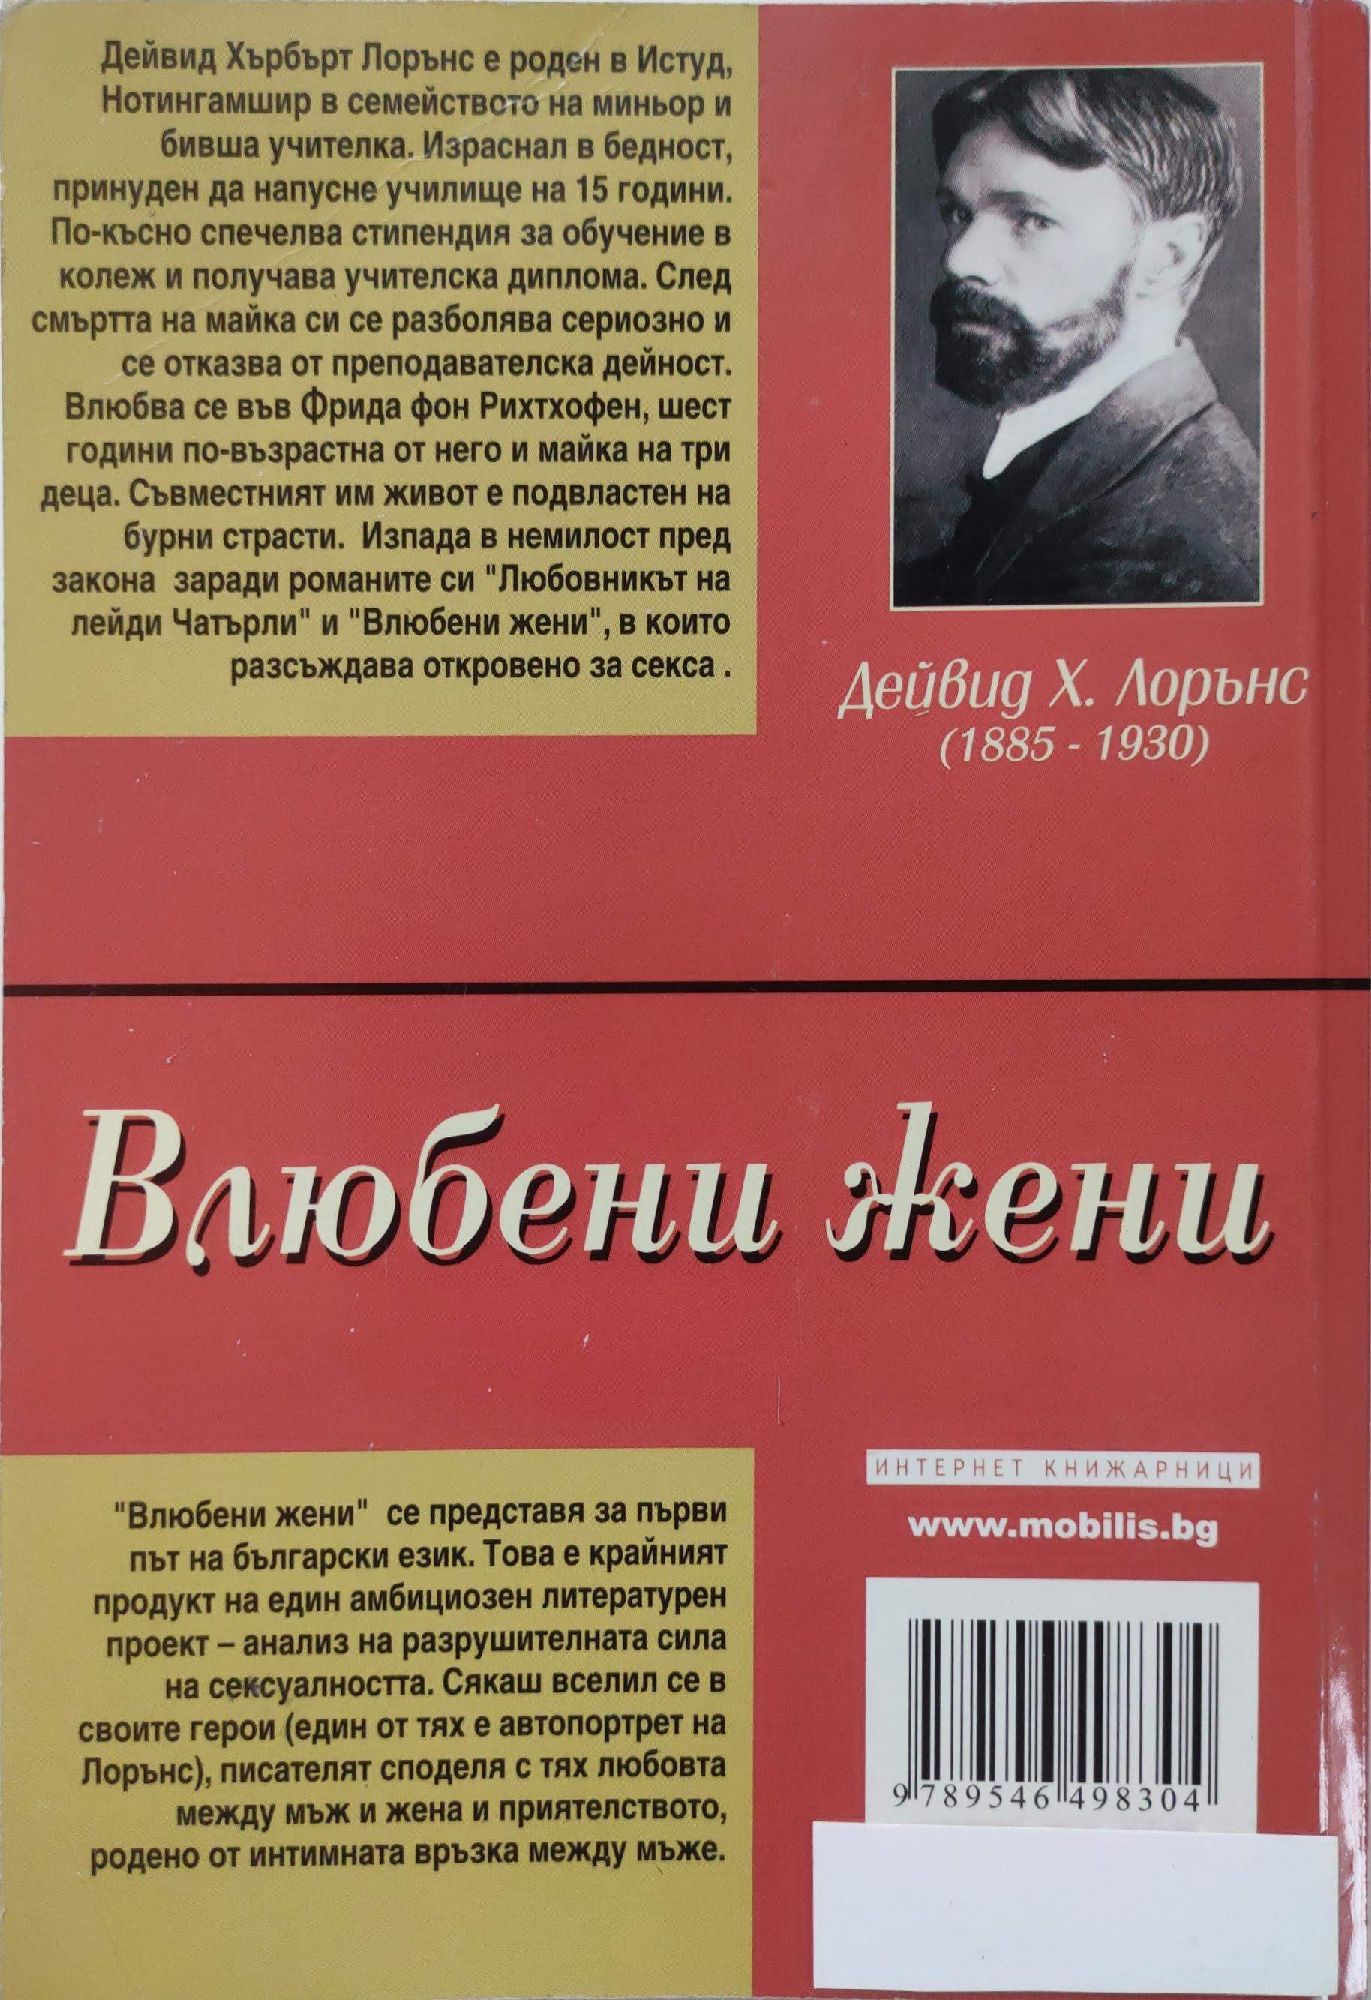 Дейвид Хърбърт Лорънс е роден в Истуд,
Нотингамшир в семейството на миньор и
бивша учителка. Израснал в бедност,
принуден да напусне училище на 15 години.
По-късно спечелва стипендия за обучение в
колеж и получава учителска диплома. След
смъртта на майка си се разболява сериозно и
се отказва от преподавателска дейност.
Влюбва се във Фрида фон Рихтхофен, шест
години по-възрастна от него и майка на три
деца. Съвместният им живот е подвластен на
бурни страсти. Изпада в немилост пред
закона заради романите си "Любовникът на
лейди Чатърли" и "Влюбени жени", в които
разсъждава откровено за секса .
Дейвид Х. Лорънс
(1885 - 1930)
Влюбени жени
"Влюбени жени" се представя за първи
път на български език. Това е крайният
продукт на един амбициозен литературен
проект – анализ на разрушителната сила
на сексуалността. Сякаш вселил се в
своите герои (един от тях е автопортрет на
Лорънс), писателят споделя с тях любовта
между мъж и жена и приятелството,
родено от интимната връзка между мъже.
ИНТЕРНЕТ КНИЖАРНИЦИ
www.mobilis.bg
9 789546 498304